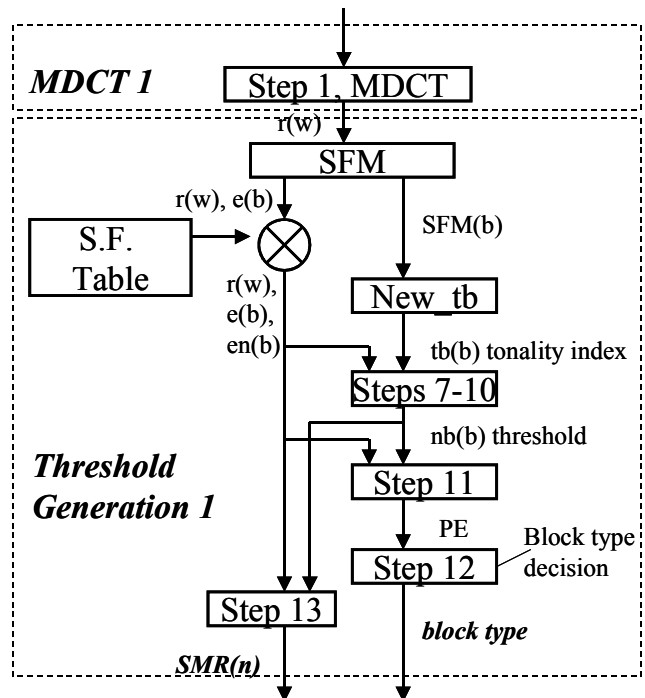 MDCT 1
Step 1, MDCT
r(w)
SFM
r(w), e(b)
S.F.
Table
SFM(b)
r(w),
e(b),
en(b)
New_tb
tb(b) tonality index
Steps 7-10
nb(b) threshold
Threshold
Generation 1
Step 11
PE
Block type
decision
Step 12
Step 13
block type
SMR(n)